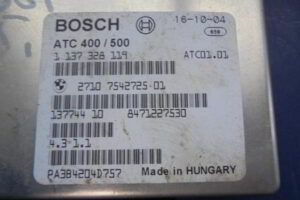 BOSCH 16-10-04
ATC 400 / 500
1 137 328 119 ATC01.01
2710 7542725-01
137744 10 8471227530
4.3-1.1
PA384204D757 Made in HUNGARY